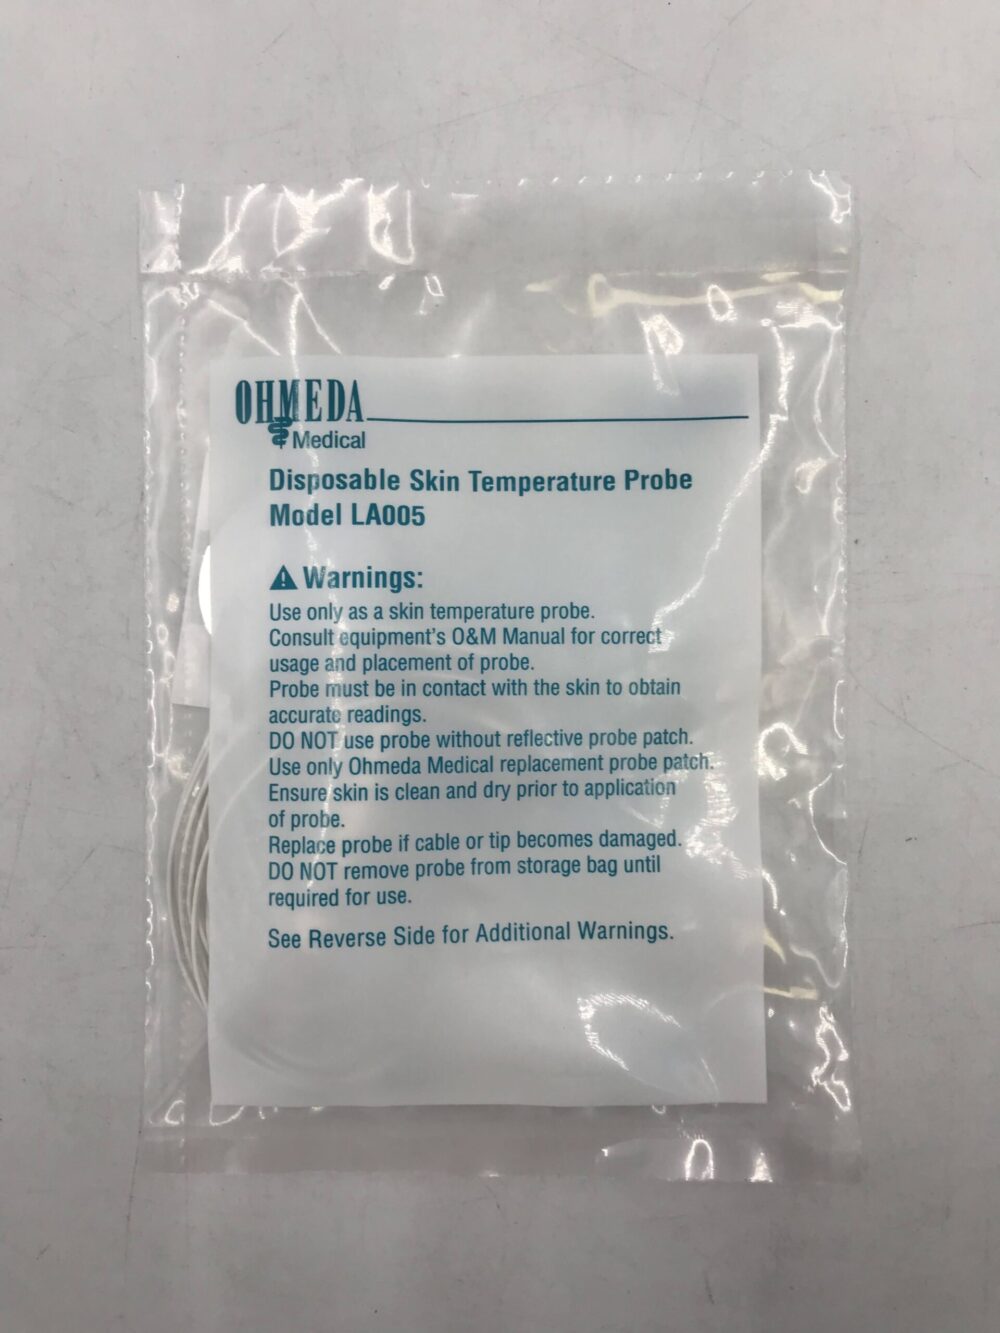 OHMEDA
Medical
Disposable Skin Temperature Probe
Model LA005
Warnings:
Use only as a skin temperature probe.
Consult equipment's O&M Manual for correct
usage and placement of probe.
Probe must be in contact with the skin to obtain
accurate readings.
DO NOT use probe without reflective probe patch.
Use only Ohmeda Medical replacement probe patch.
Ensure skin is clean and dry prior to application
of probe.
Replace probe if cable or tip becomes damaged.
DO NOT remove probe from storage bag until
required for use.
See Reverse Side for Additional Warnings.